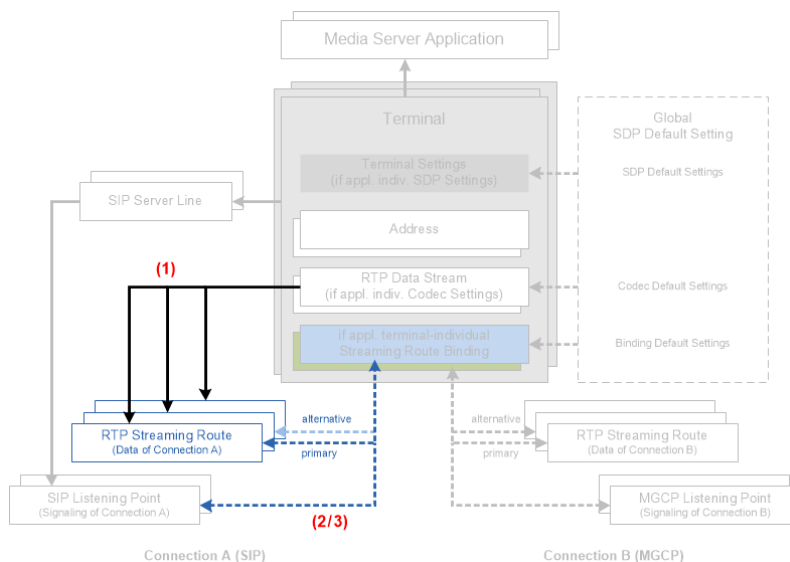 Media Server Application
Terminal
Global
SDP Default Setting
Terminal Settings
(if appl. indiv. SDP Settings)
SDP Default Settings
SIP Server Line
Address
(1)
RTP Data Stream
(if appl. indiv. Codec Settings)
Codec Default Settings
if appl. terminal-individual
Streaming Route Binding
Binding Default Settings
alternative
alternative
RTP Streaming Route
(Data of Connection A)
primary
primary
RTP Streaming Route
(Data of Connection B)
SIP Listening Point
(Signaling of Connection A)
MGCP Listening Point
(Signaling of Connection B)
(2/3)
Connection A (SIP)
Connection B (MGCP)